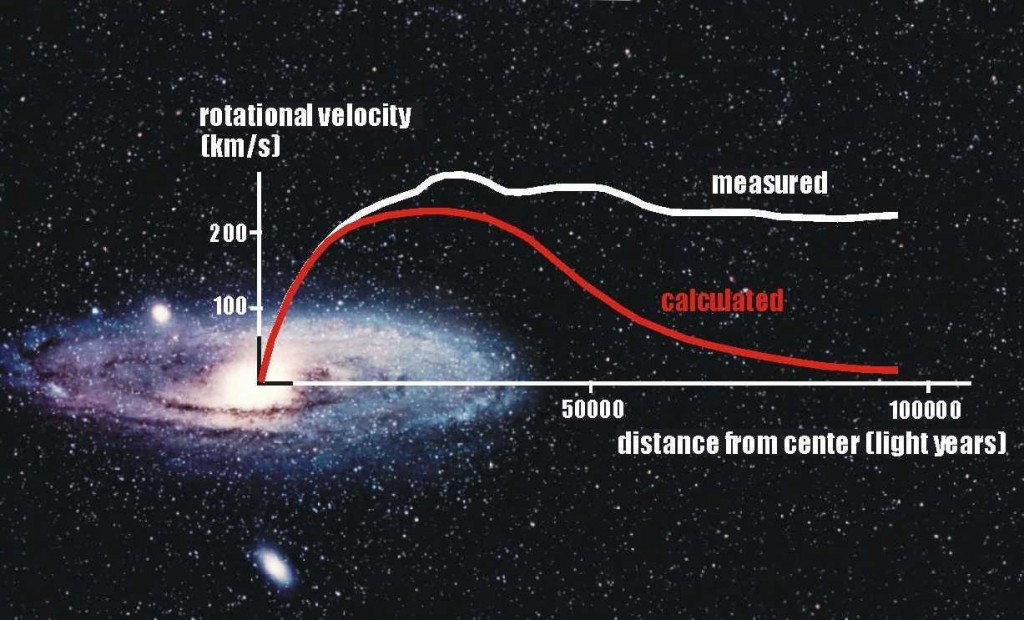 rotational velocity
(km/s)
measured
200
calculated
100
50000
100000
distance from center (light years)